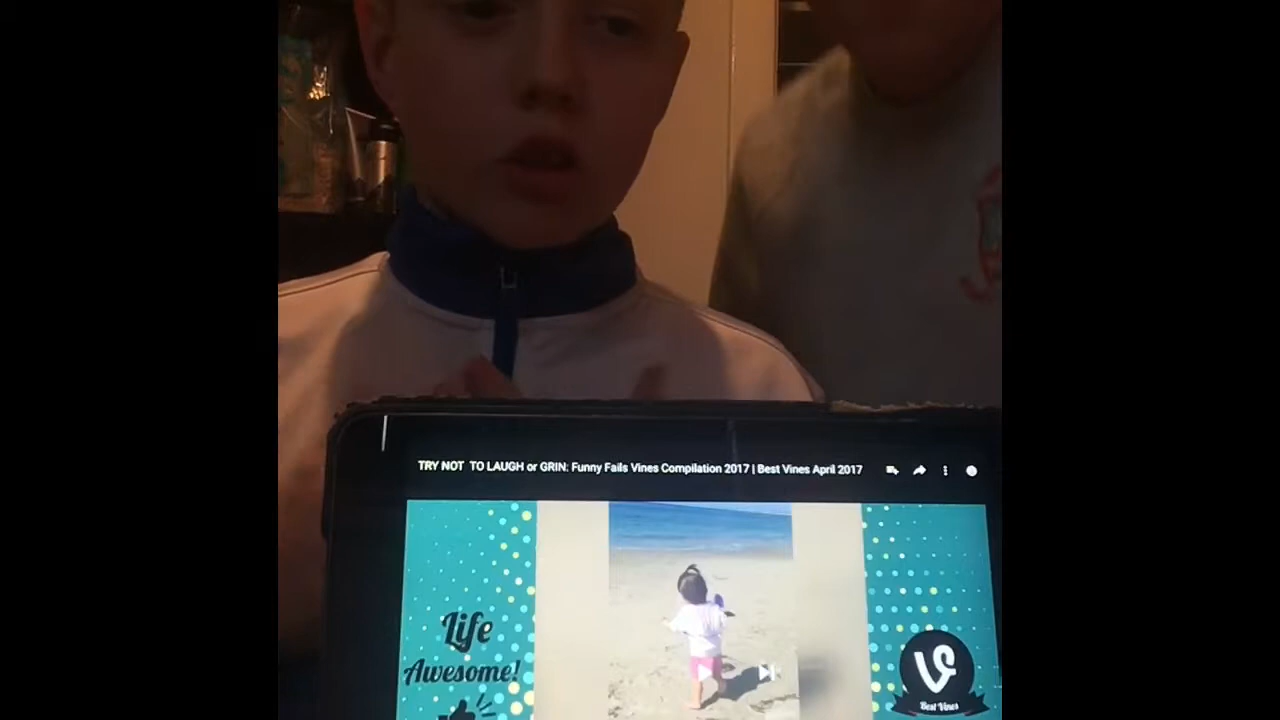 TRY NOT TO LAUGH or GRIN: Funny Fails Vines Compilation 2017 | Best Vines April 2017
Life
Awesome!
Best Vines